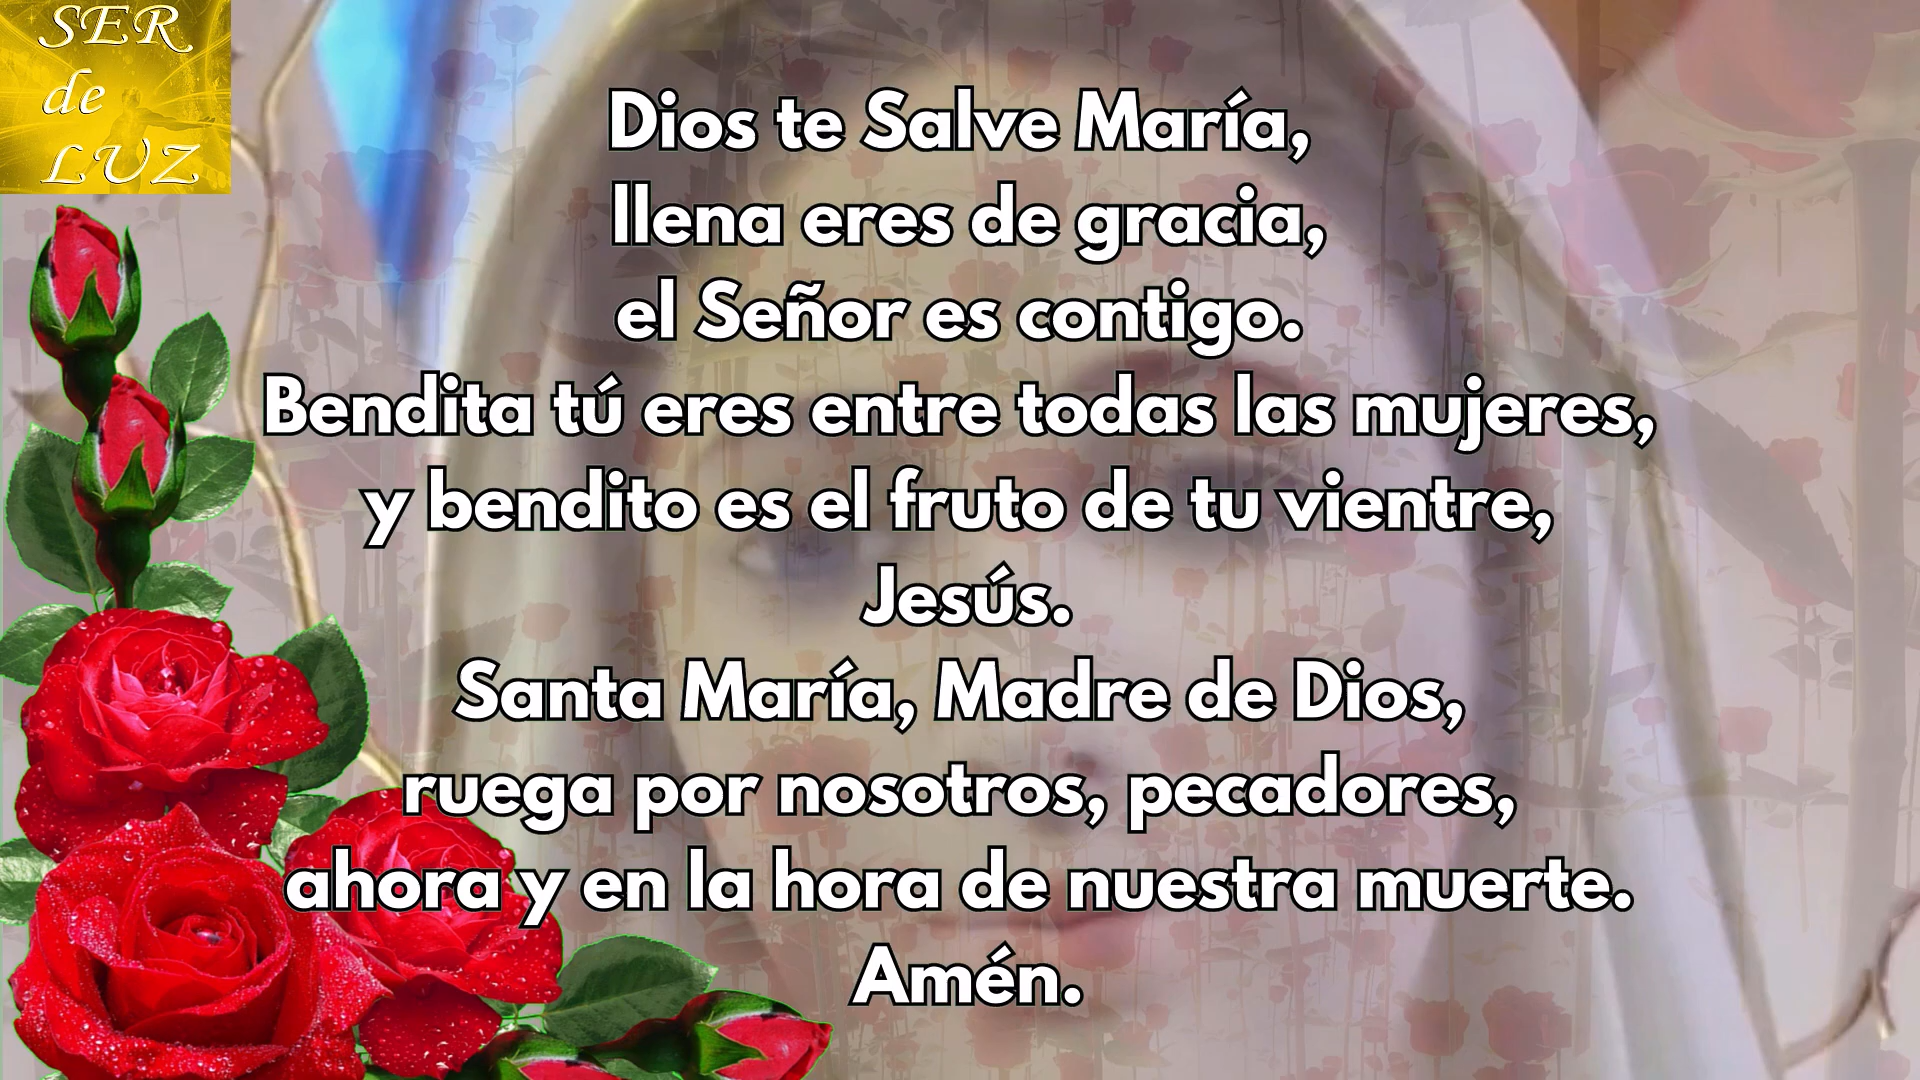 SER
de
LUZ
Dios te Salve María,
llena eres de gracia,
el Señor es contigo.
Bendita tú eres entre todas las mujeres,
y bendito es el fruto de tu vientre,
Jesús.
Santa María, Madre de Dios,
ruega por nosotros, pecadores,
ahora y en la hora de nuestra muerte.
Amén.